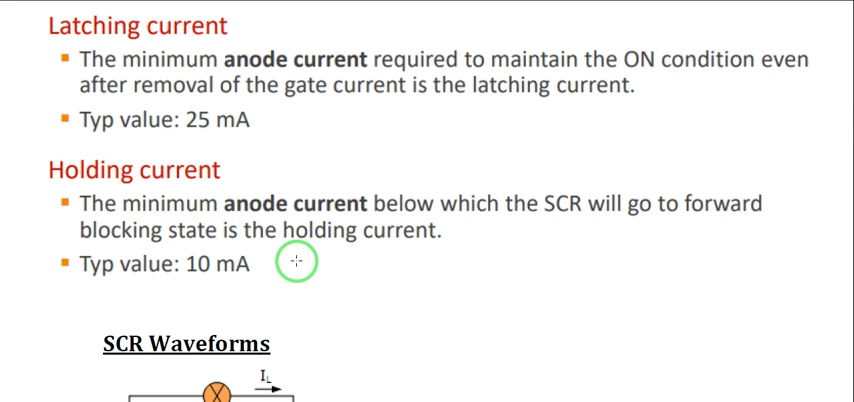 Latching current
▪ The minimum anode current required to maintain the ON condition even
after removal of the gate current is the latching current.
▪ Typ value: 25 mA
Holding current
▪ The minimum anode current below which the SCR will go to forward
blocking state is the holding current.
▪ Typ value: 10 mA
SCR Waveforms
I_L